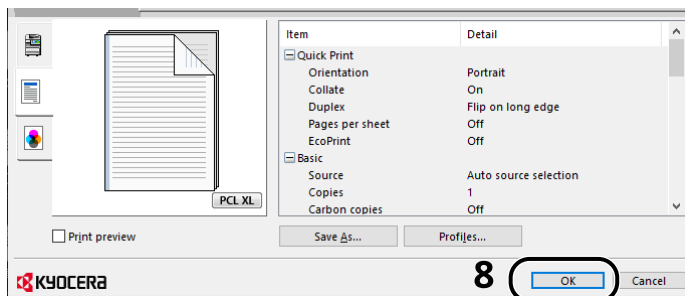 Item Detail
Quick Print
Orientation Portrait
Collate On
Duplex Flip on long edge
Pages per sheet Off
EcoPrint Off
Basic
Source Auto source selection
Copies 1
Carbon copies Off
PCL XL
Print preview
Save As... Profiles...
KYOCERA
8 OK Cancel